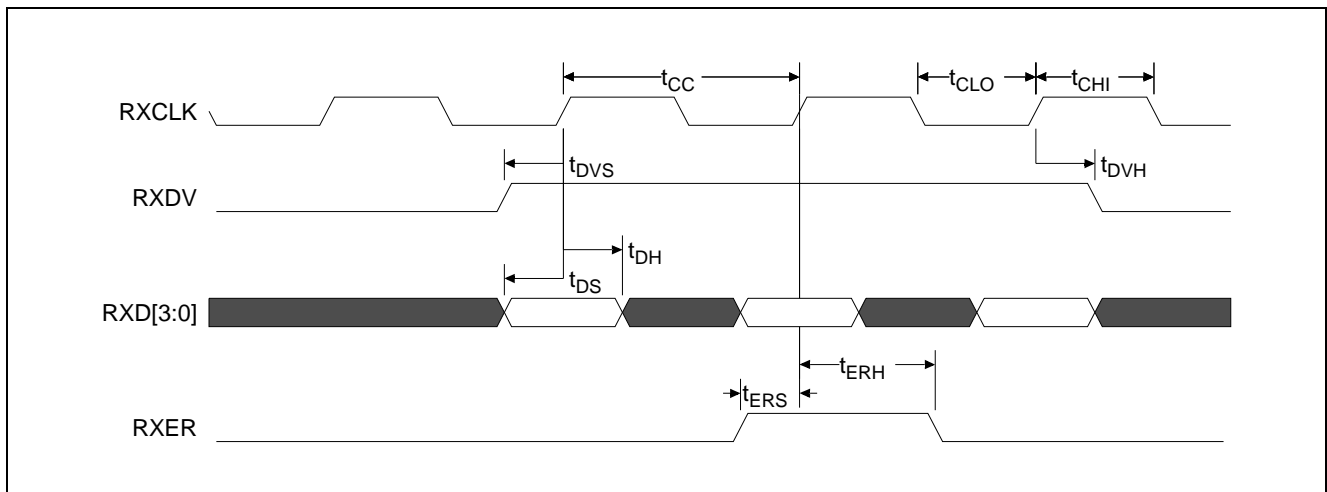 tCC
tCLO
tCHI
RXCLK
tDVS
tDVH
RXDV
tDH
tDS
RXD[3:0]
tERH
tERS
RXER